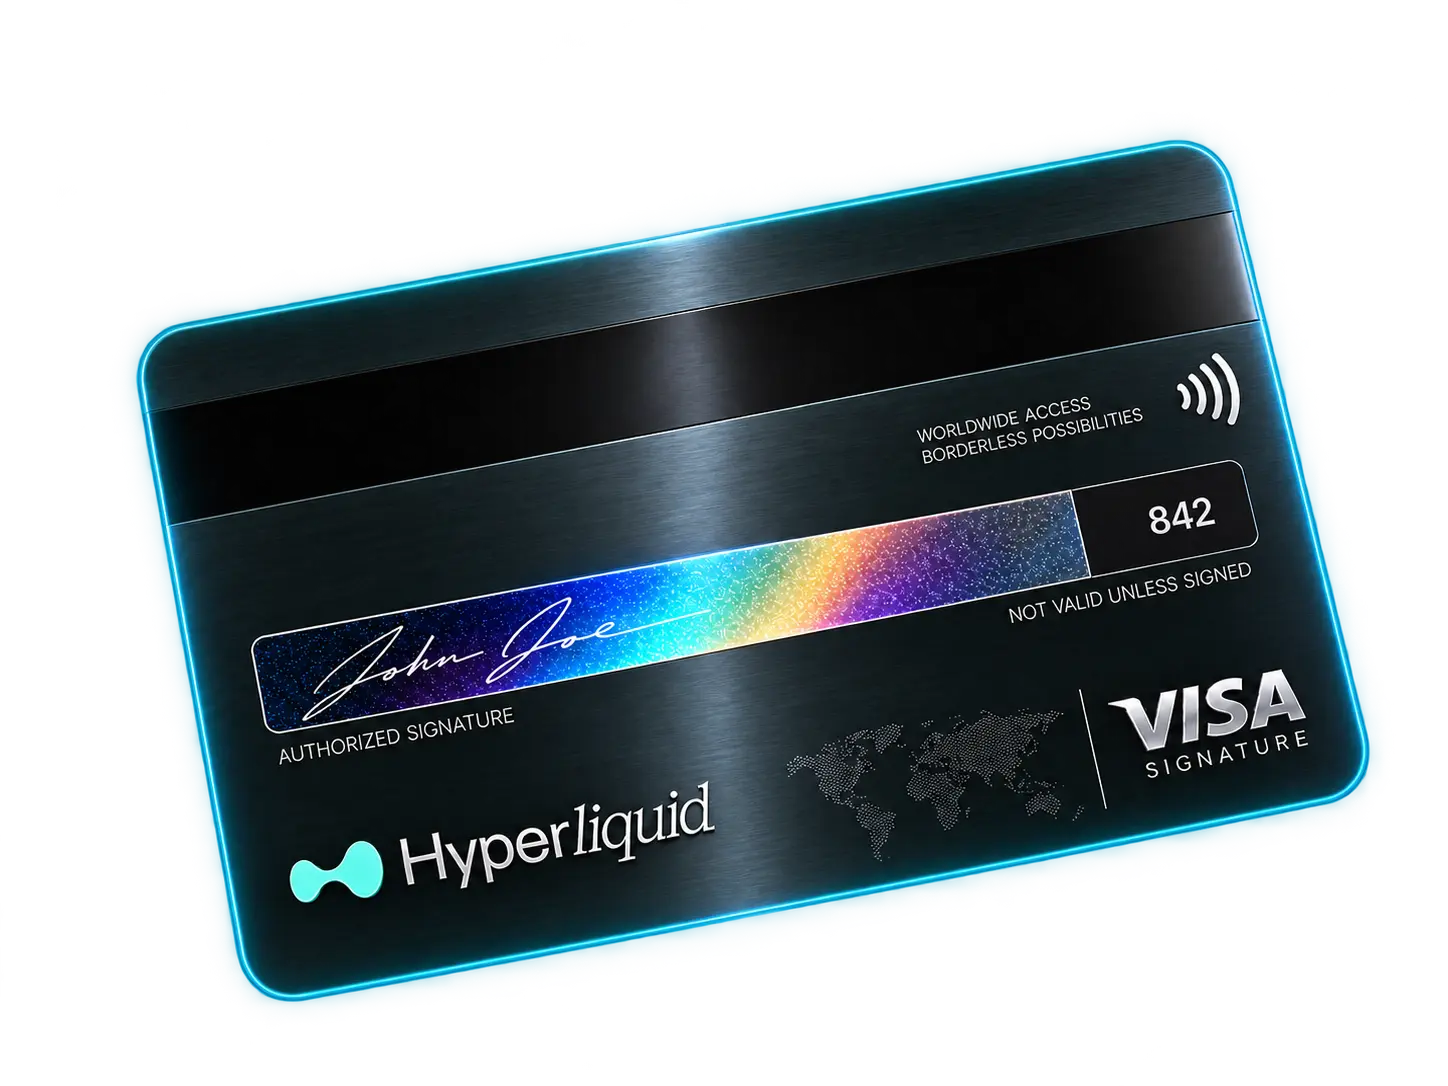 WORLDWIDE ACCESS
BORDERLESS POSSIBILITIES
842
John Joe
NOT VALID UNLESS SIGNED
AUTHORIZED SIGNATURE
VISA
SIGNATURE
Hyperliquid